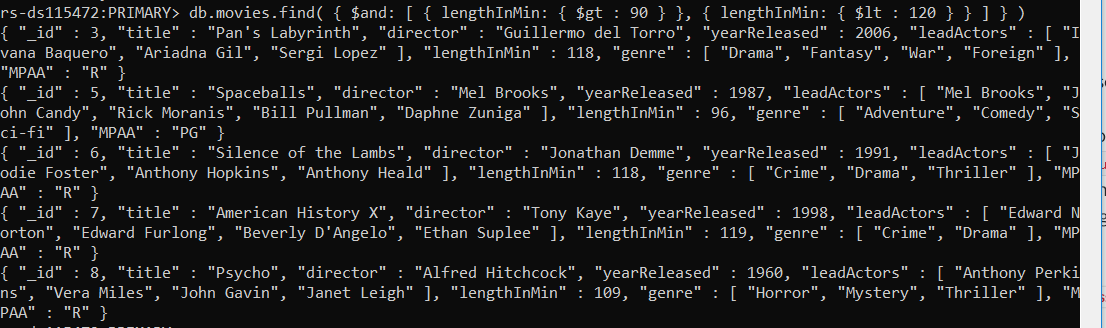 rs-ds115472:PRIMARY> db.movies.find( { $and: [ { lengthInMin: { $gt : 90 } }, { lengthInMin: { $lt : 120 } } ] } )
{ "_id" : 3, "title" : "Pan's Labyrinth", "director" : "Guillermo del Torro", "yearReleased" : 2006, "leadActors" : [ "I
vana Baquero", "Ariadna Gil", "Sergi Lopez" ], "lengthInMin" : 118, "genre" : [ "Drama", "Fantasy", "War", "Foreign" ],
"MPAA" : "R" }
{ "_id" : 5, "title" : "Spaceballs", "director" : "Mel Brooks", "yearReleased" : 1987, "leadActors" : [ "Mel Brooks", "J
ohn Candy", "Rick Moranis", "Bill Pullman", "Daphne Zuniga" ], "lengthInMin" : 96, "genre" : [ "Adventure", "Comedy", "S
ci-fi" ], "MPAA" : "PG" }
{ "_id" : 6, "title" : "Silence of the Lambs", "director" : "Jonathan Demme", "yearReleased" : 1991, "leadActors" : [ "J
odie Foster", "Anthony Hopkins", "Anthony Heald" ], "lengthInMin" : 118, "genre" : [ "Crime", "Drama", "Thriller" ], "MP
AA" : "R" }
{ "_id" : 7, "title" : "American History X", "director" : "Tony Kaye", "yearReleased" : 1998, "leadActors" : [ "Edward N
orton", "Edward Furlong", "Beverly D'Angelo", "Ethan Suplee" ], "lengthInMin" : 119, "genre" : [ "Crime", "Drama" ], "MP
AA" : "R" }
{ "_id" : 8, "title" : "Psycho", "director" : "Alfred Hitchcock", "yearReleased" : 1960, "leadActors" : [ "Anthony Perki
ns", "Vera Miles", "John Gavin", "Janet Leigh" ], "lengthInMin" : 109, "genre" : [ "Horror", "Mystery", "Thriller" ], "M
PAA" : "R" }